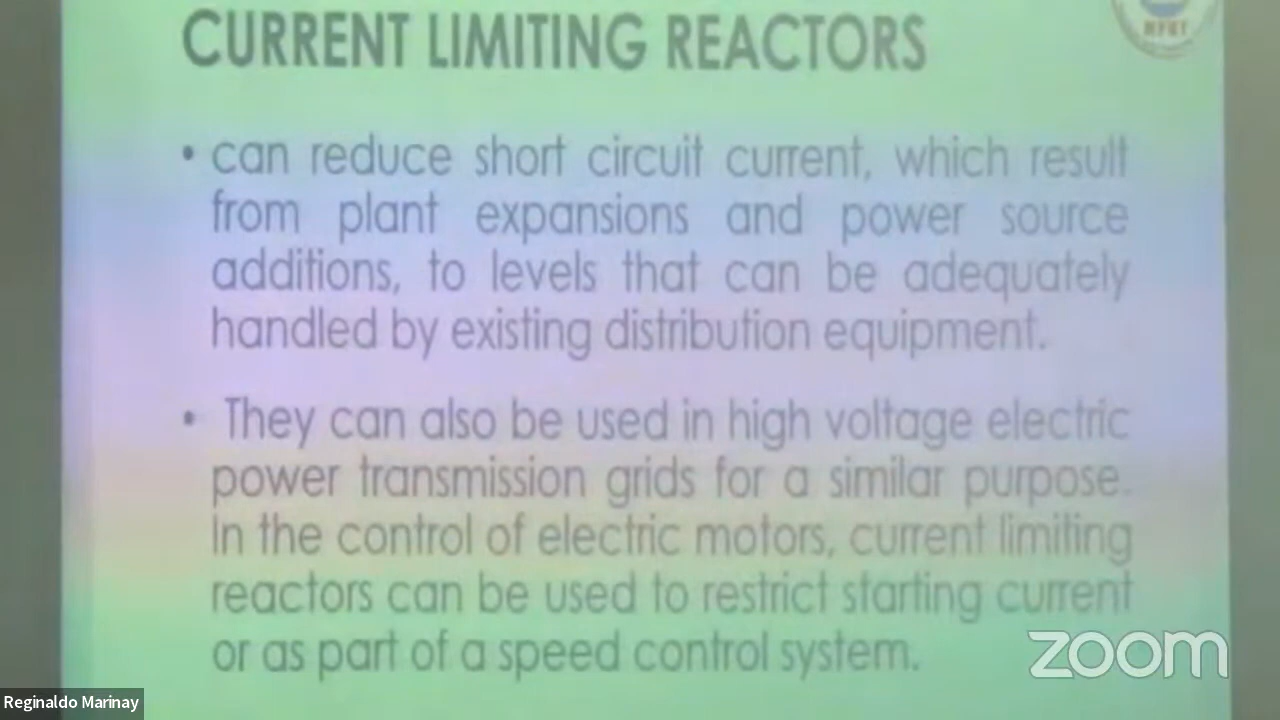 CURRENT LIMITING REACTORS
• can reduce short circuit current, which result
from plant expansions and power source
additions, to levels that can be adequately
handled by existing distribution equipment.
• They can also be used in high voltage electric
power transmission grids for a similar purpose.
In the control of electric motors, current limiting
reactors can be used to restrict starting current
or as part of a speed control system.
zoom
Reginaldo Marinay